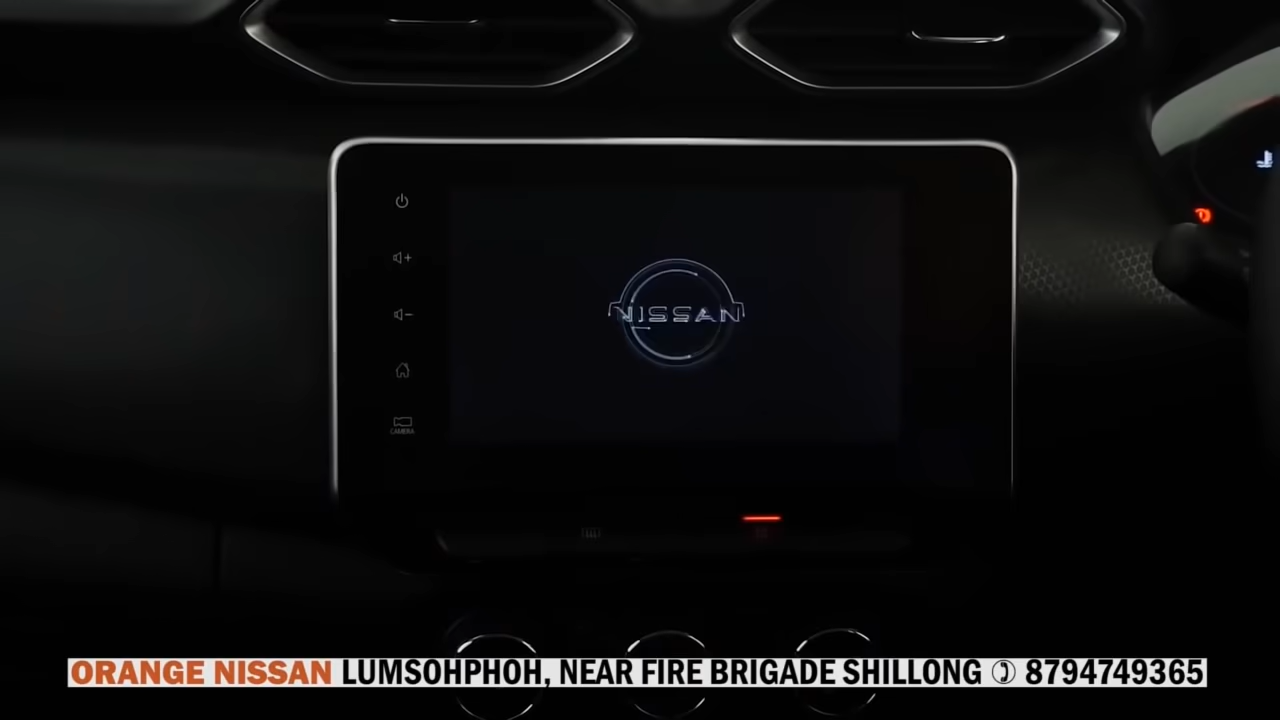 NISSAN
CAMERA
ORANGE NISSAN LUMSOHPHOH, NEAR FIRE BRIGADE SHILLONG ✆ 8794749365